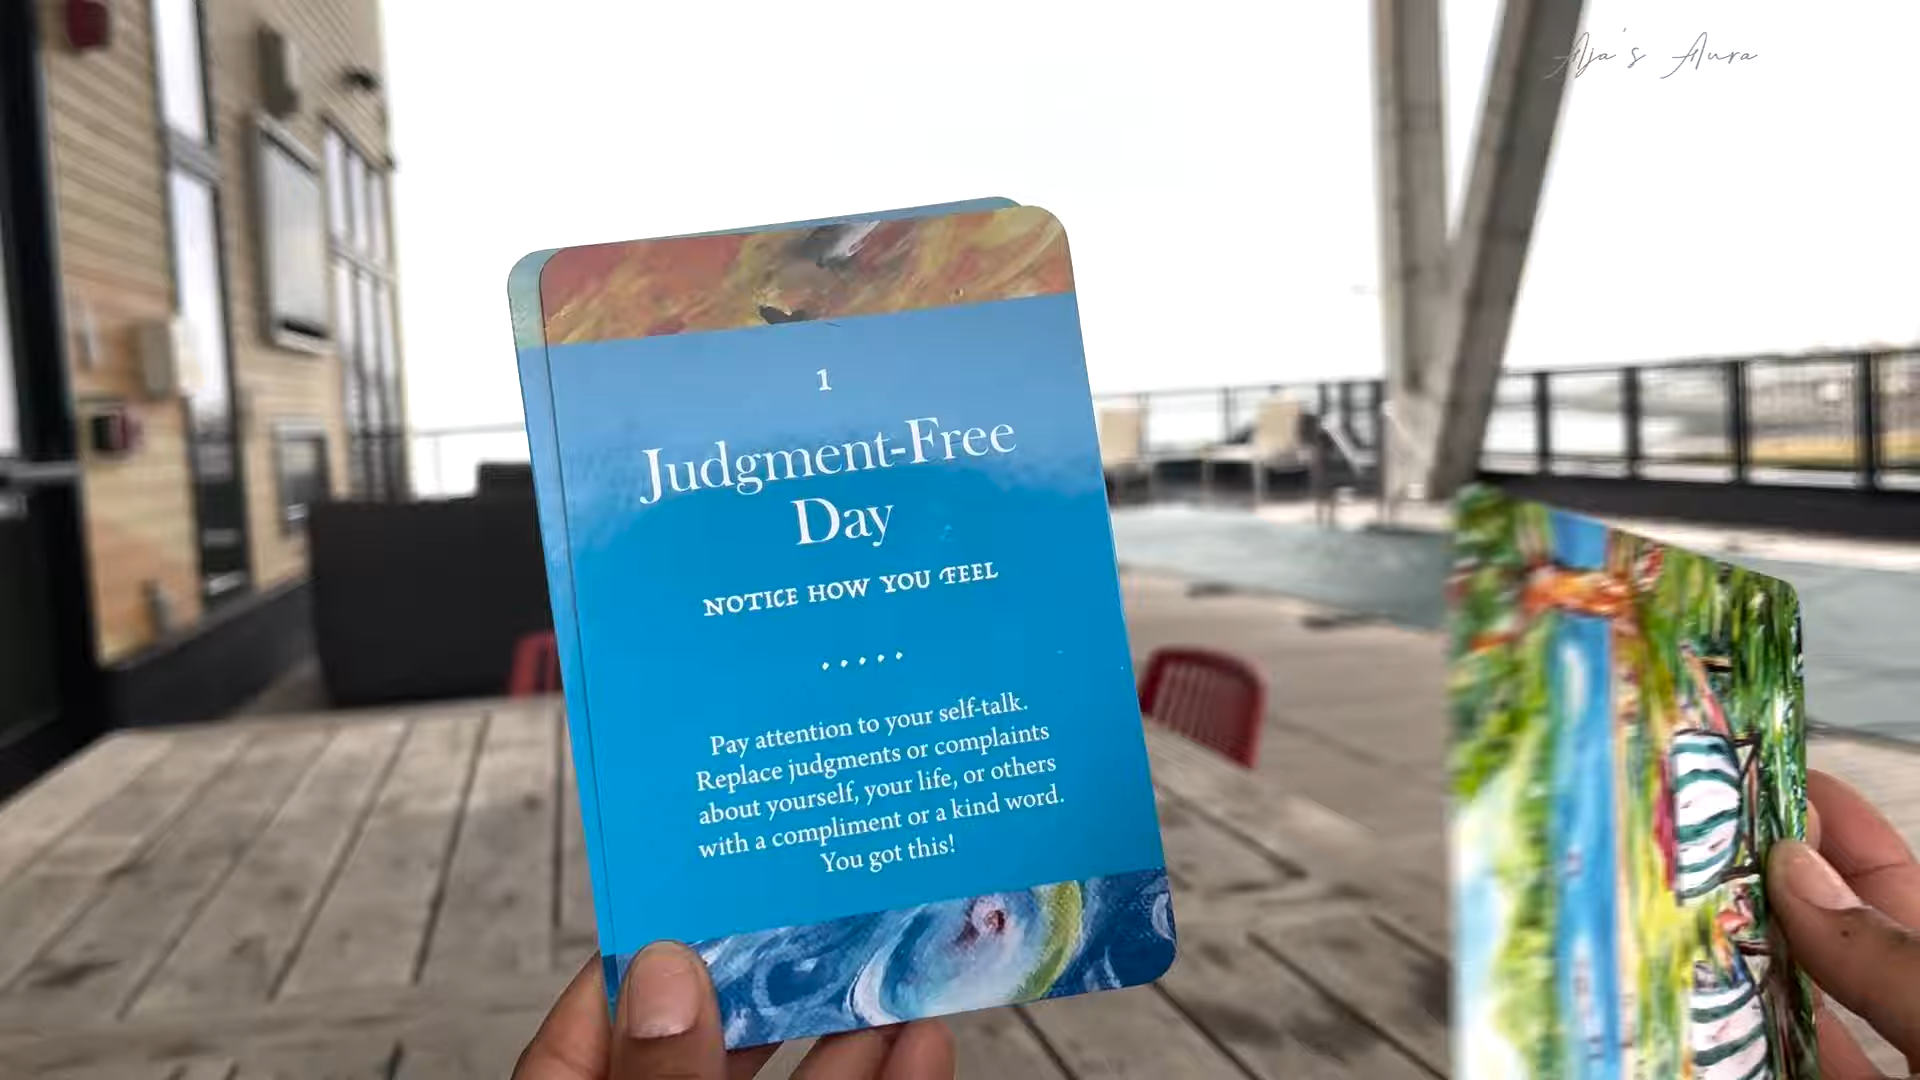 Aja's Aura
1
Judgment-Free
Day
NOTICE HOW YOU FEEL
.....
Pay attention to your self-talk.
Replace judgments or complaints
about yourself, your life, or others
with a compliment or a kind word.
You got this!